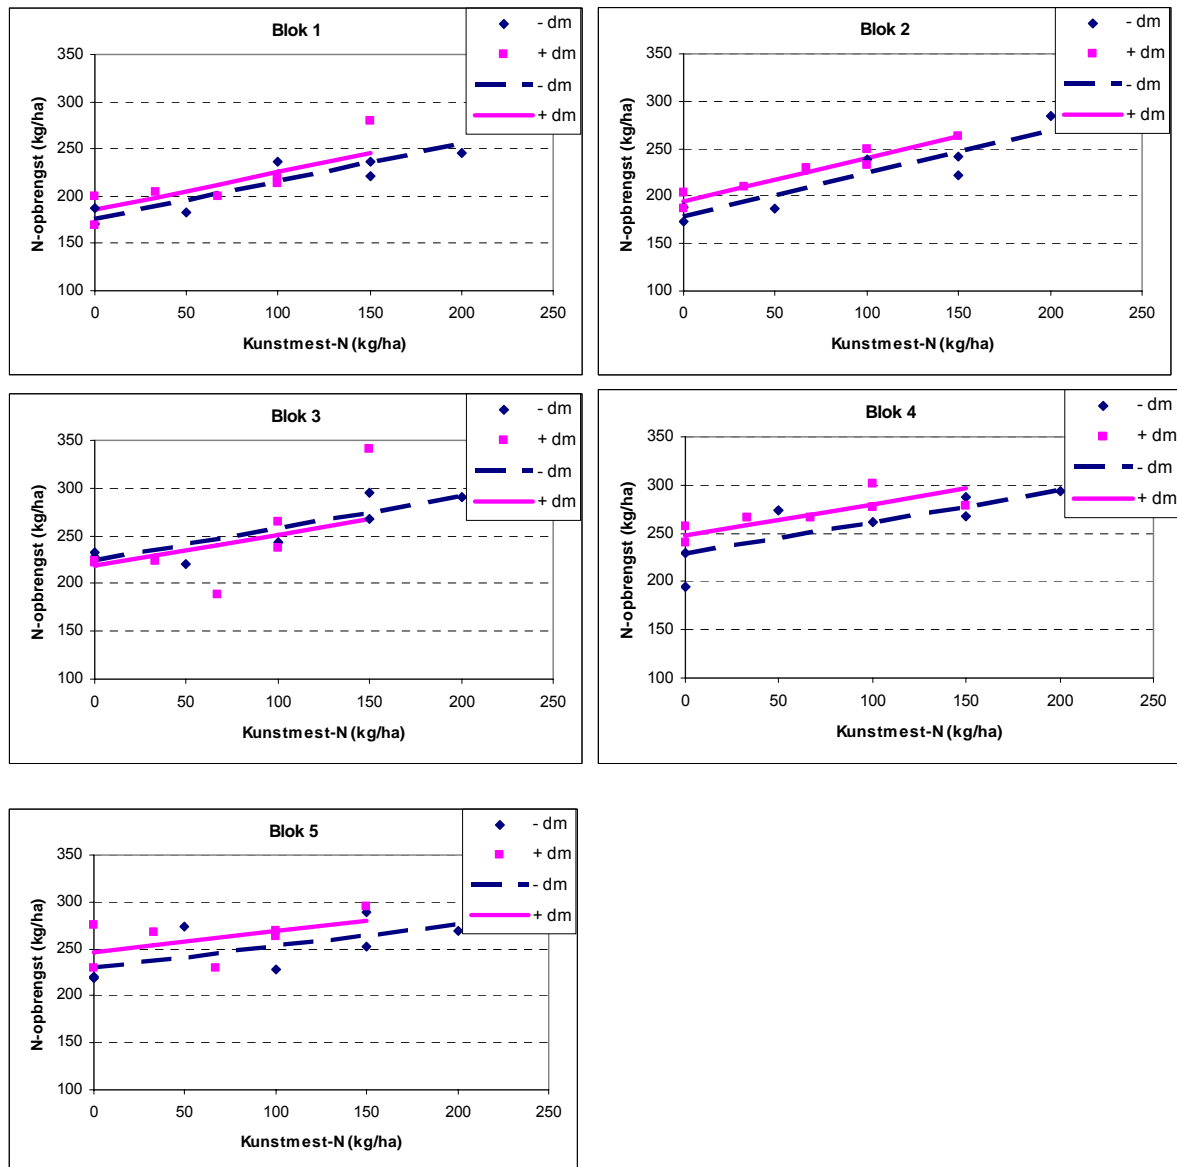 Blok 1
- dm
+ dm
- dm
+ dm
N-opbrengst (kg/ha)
350
300
250
200
150
100
0 50 100 150 200 250
Kunstmest-N (kg/ha)
Blok 2
- dm
+ dm
- dm
+ dm
N-opbrengst (kg/ha)
350
300
250
200
150
100
0 50 100 150 200 250
Kunstmest-N (kg/ha)
Blok 3
- dm
+ dm
- dm
+ dm
N-opbrengst (kg/ha)
350
300
250
200
150
100
0 50 100 150 200 250
Kunstmest-N (kg/ha)
Blok 4
- dm
+ dm
- dm
+ dm
N-opbrengst (kg/ha)
350
300
250
200
150
100
0 50 100 150 200 250
Kunstmest-N (kg/ha)
Blok 5
- dm
+ dm
- dm
+ dm
N-opbrengst (kg/ha)
350
300
250
200
150
100
0 50 100 150 200 250
Kunstmest-N (kg/ha)